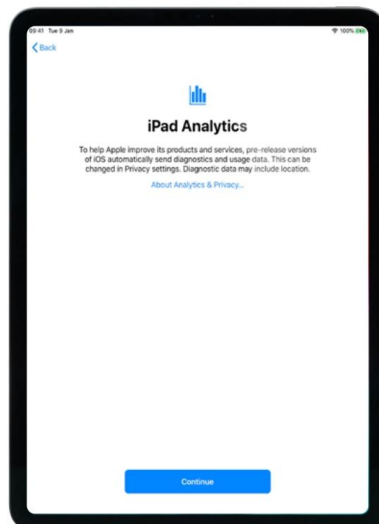 09:41 Tue 9 Jan 100%
Back
iPad Analytics
To help Apple improve its products and services, pre-release versions
of iOS automatically send diagnostics and usage data. This can be
changed in Privacy settings. Diagnostic data may include location.
About Analytics & Privacy...
Continue